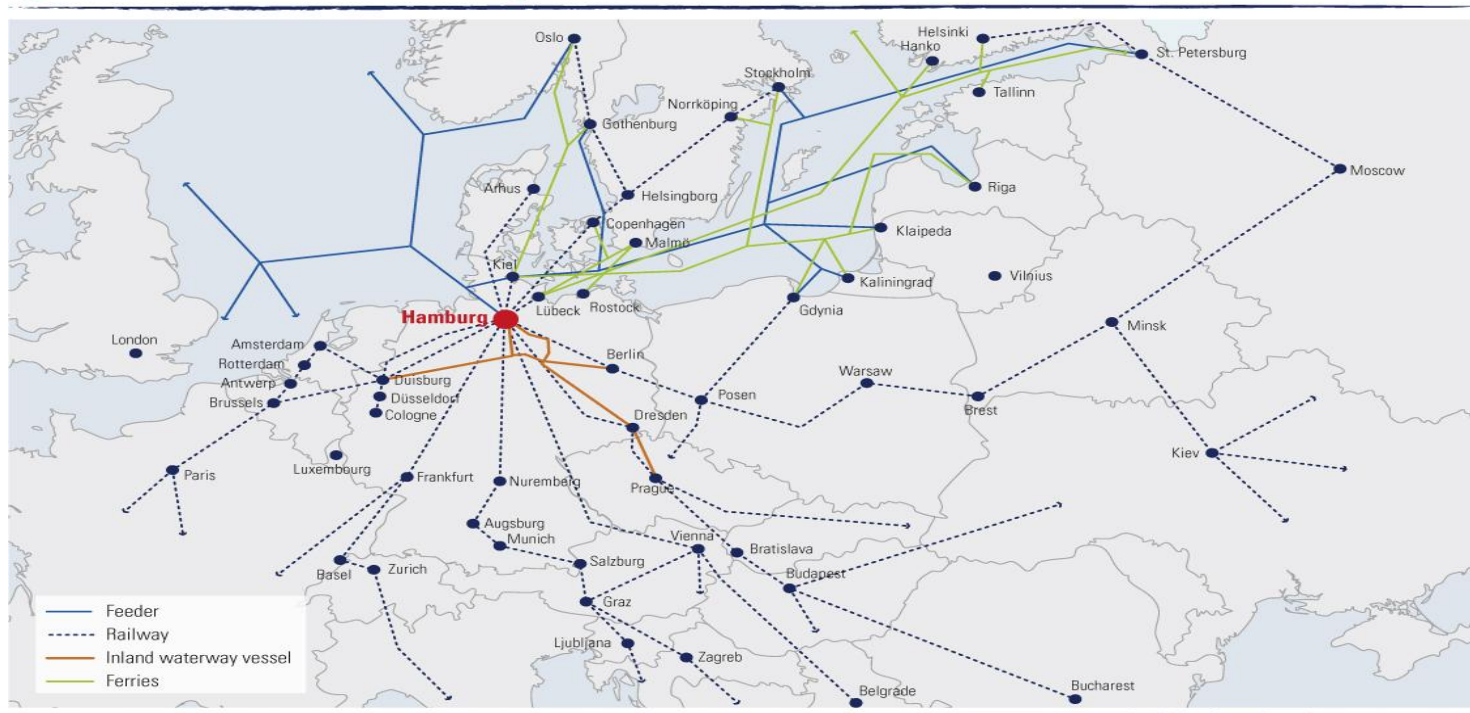 Oslo
Helsinki
Hanko
St. Petersburg
Stockholm
Tallinn
Norrköping
Gothenburg
Moscow
Arhus
Helsingborg
Riga
Copenhagen
Klaipeda
Malmö
Kiel
Vilnius
Kaliningrad
Lübeck
Rostock
Gdynia
Hamburg
Minsk
London
Amsterdam
Rotterdam
Berlin
Antwerp
Duisburg
Warsaw
Brussels
Düsseldorf
Posen
Cologne
Dresden
Brest
Kiev
Luxembourg
Paris
Frankfurt
Nuremberg
Prague
Augsburg
Munich
Vienna
Bratislava
Salzburg
Basel
Zurich
Budapest
Graz
Ljubljana
Zagreb
Belgrade
Bucharest
Feeder
Railway
Inland waterway vessel
Ferries